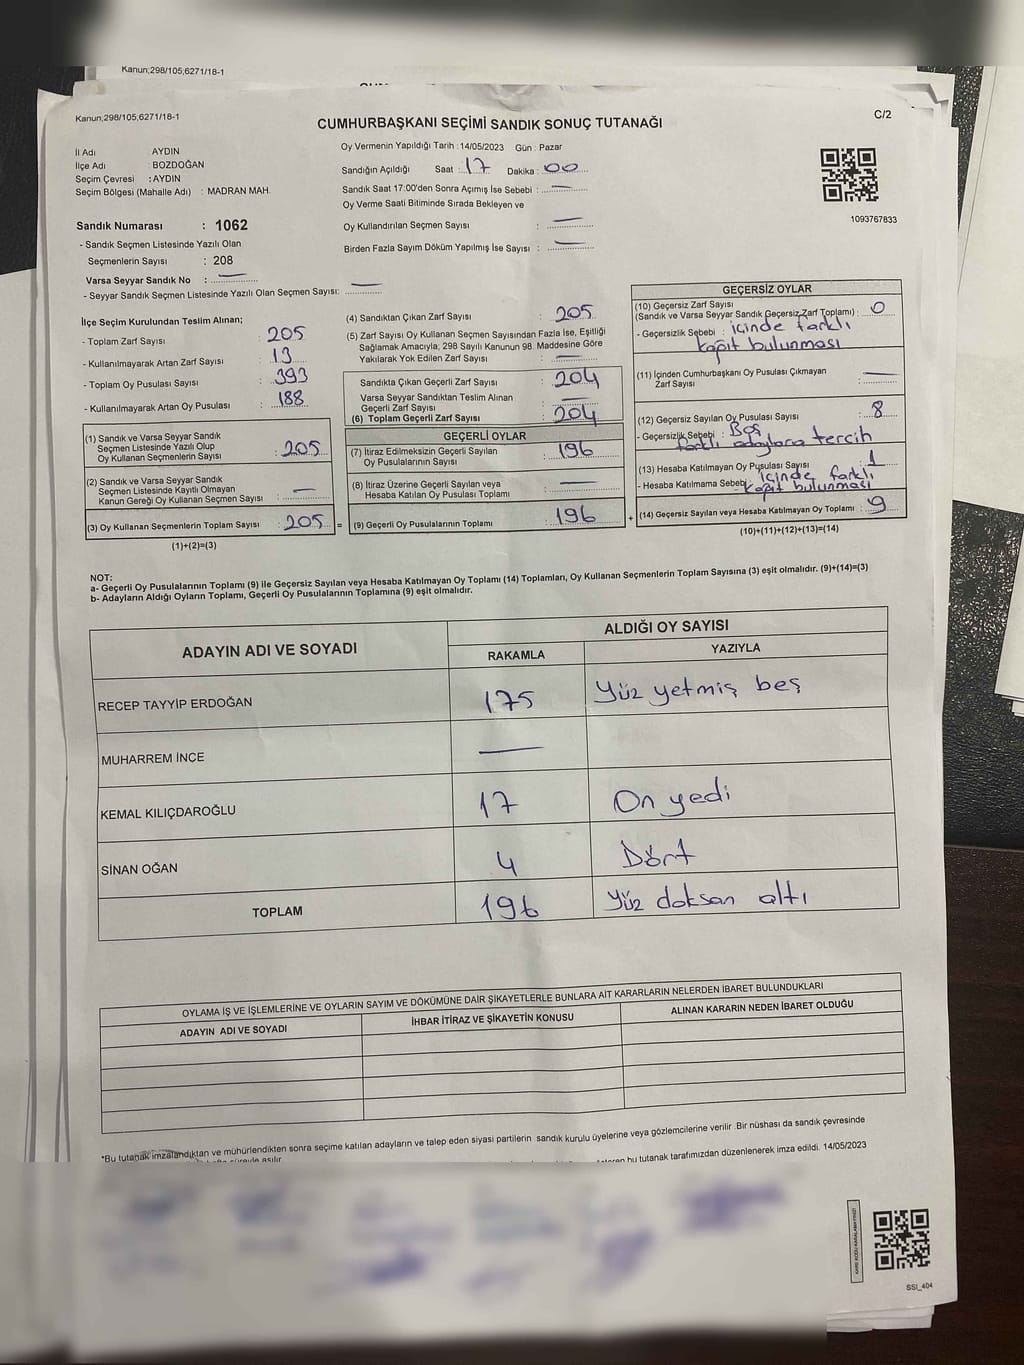 Kanun;298/105,6271/18-1
Kanun;298/105,6271/18-1
C/2
CUMHURBAŞKANI SEÇİMİ SANDIK SONUÇ TUTANAĞI
İl Adı : AYDIN
İlçe Adı : BOZDOĞAN
Seçim Çevresi : AYDIN
Seçim Bölgesi (Mahalle Adı) : MADRAN MAH.
Oy Vermenin Yapıldığı Tarih :14/05/2023 Gün : Pazar
Sandığın Açıldığı Saat : 17 Dakika : 00
Sandık Saat 17:00'den Sonra Açımış İse Sebebi : —
Oy Verme Saati Bitiminde Sırada Bekleyen ve
Oy Kullandırılan Seçmen Sayısı : —
Birden Fazla Sayım Döküm Yapılmış İse Sayısı : —
1093767833
Sandık Numarası : 1062
- Sandık Seçmen Listesinde Yazılı Olan
Seçmenlerin Sayısı : 208
Varsa Seyyar Sandık No : —
- Seyyar Sandık Seçmen Listesinde Yazılı Olan Seçmen Sayısı: —
İlçe Seçim Kurulundan Teslim Alınan;
- Toplam Zarf Sayısı : 205
- Kullanılmayarak Artan Zarf Sayısı : 13
- Toplam Oy Pusulası Sayısı : 393
- Kullanılmayarak Artan Oy Pusulası : 188
(1) Sandık ve Varsa Seyyar Sandık
Seçmen Listesinde Yazılı Olup
Oy Kullanan Seçmenlerin Sayısı : 205
(2) Sandık ve Varsa Seyyar Sandık
Seçmen Listesinde Kayıtlı Olmayan
Kanun Gereği Oy Kullanan Seçmen Sayısı : —
(3) Oy Kullanan Seçmenlerin Toplam Sayısı : 205 =
(1)+(2)=(3)
(4) Sandıktan Çıkan Zarf Sayısı : 205
(5) Zarf Sayısı Oy Kullanan Seçmen Sayısından Fazla İse, Eşitliği
Sağlamak Amacıyla; 298 Sayılı Kanunun 98. Maddesine Göre
Yakılarak Yok Edilen Zarf Sayısı : —
Sandıkta Çıkan Geçerli Zarf Sayısı : 204
Varsa Seyyar Sandıktan Teslim Alınan
Geçerli Zarf Sayısı : —
(6) Toplam Geçerli Zarf Sayısı : 204
GEÇERLİ OYLAR
(7) İtiraz Edilmeksizin Geçerli Sayılan
Oy Pusulalarının Sayısı : 196
(8) İtiraz Üzerine Geçerli Sayılan veya
Hesaba Katılan Oy Pusulası Toplamı : —
(9) Geçerli Oy Pusulalarının Toplamı : 196 +
GEÇERSİZ OYLAR
(10) Geçersiz Zarf Sayısı
(Sandık ve Varsa Seyyar Sandık Geçersiz Zarf Toplamı) : 0
- Geçersizlik Sebebi : içinde farklı
kağıt bulunması
(11) İçinden Cumhurbaşkanı Oy Pusulası Çıkmayan
Zarf Sayısı : —
(12) Geçersiz Sayılan Oy Pusulası Sayısı : 8
- Geçersizlik Sebebi : Boş
farklı adaylara tercih
(13) Hesaba Katılmayan Oy Pusulası Sayısı : 1
- Hesaba Katılmama Sebebi içinde farklı
kağıt bulunması
(14) Geçersiz Sayılan veya Hesaba Katılmayan Oy Toplamı : 9
(10)+(11)+(12)+(13)=(14)
NOT:
a- Geçerli Oy Pusulalarının Toplamı (9) ile Geçersiz Sayılan veya Hesaba Katılmayan Oy Toplamı (14) Toplamları, Oy Kullanan Seçmenlerin Toplam Sayısına (3) eşit olmalıdır. (9)+(14)=(3)
b- Adayların Aldığı Oyların Toplamı, Geçerli Oy Pusulalarının Toplamına (9) eşit olmalıdır.
ADAYIN ADI VE SOYADI
ALDIĞI OY SAYISI
RAKAMLA YAZIYLA
RECEP TAYYİP ERDOĞAN 175 Yüz yetmiş beş
MUHARREM İNCE —
KEMAL KILIÇDAROĞLU 17 On yedi
SİNAN OĞAN 4 Dört
TOPLAM 196 Yüz doksan altı
OYLAMA İŞ VE İŞLEMLERİNE VE OYLARIN SAYIM VE DÖKÜMÜNE DAİR ŞİKAYETLERLE BUNLARA AİT KARARLARIN NELERDEN İBARET BULUNDUKLARI
ADAYIN ADI VE SOYADI İHBAR İTİRAZ VE ŞİKAYETİN KONUSU ALINAN KARARIN NEDEN İBARET OLDUĞU
*Bu tutanak imzalandıktan ve mühürlendikten sonra seçime katılan adayların ve talep eden siyasi partilerin sandık kurulu üyelerine veya gözlemcilerine verilir .Bir nüshası da sandık çevresinde
bu tutanak tarafımızdan düzenlenerek imza edildi. 14/05/2023
SSI_404